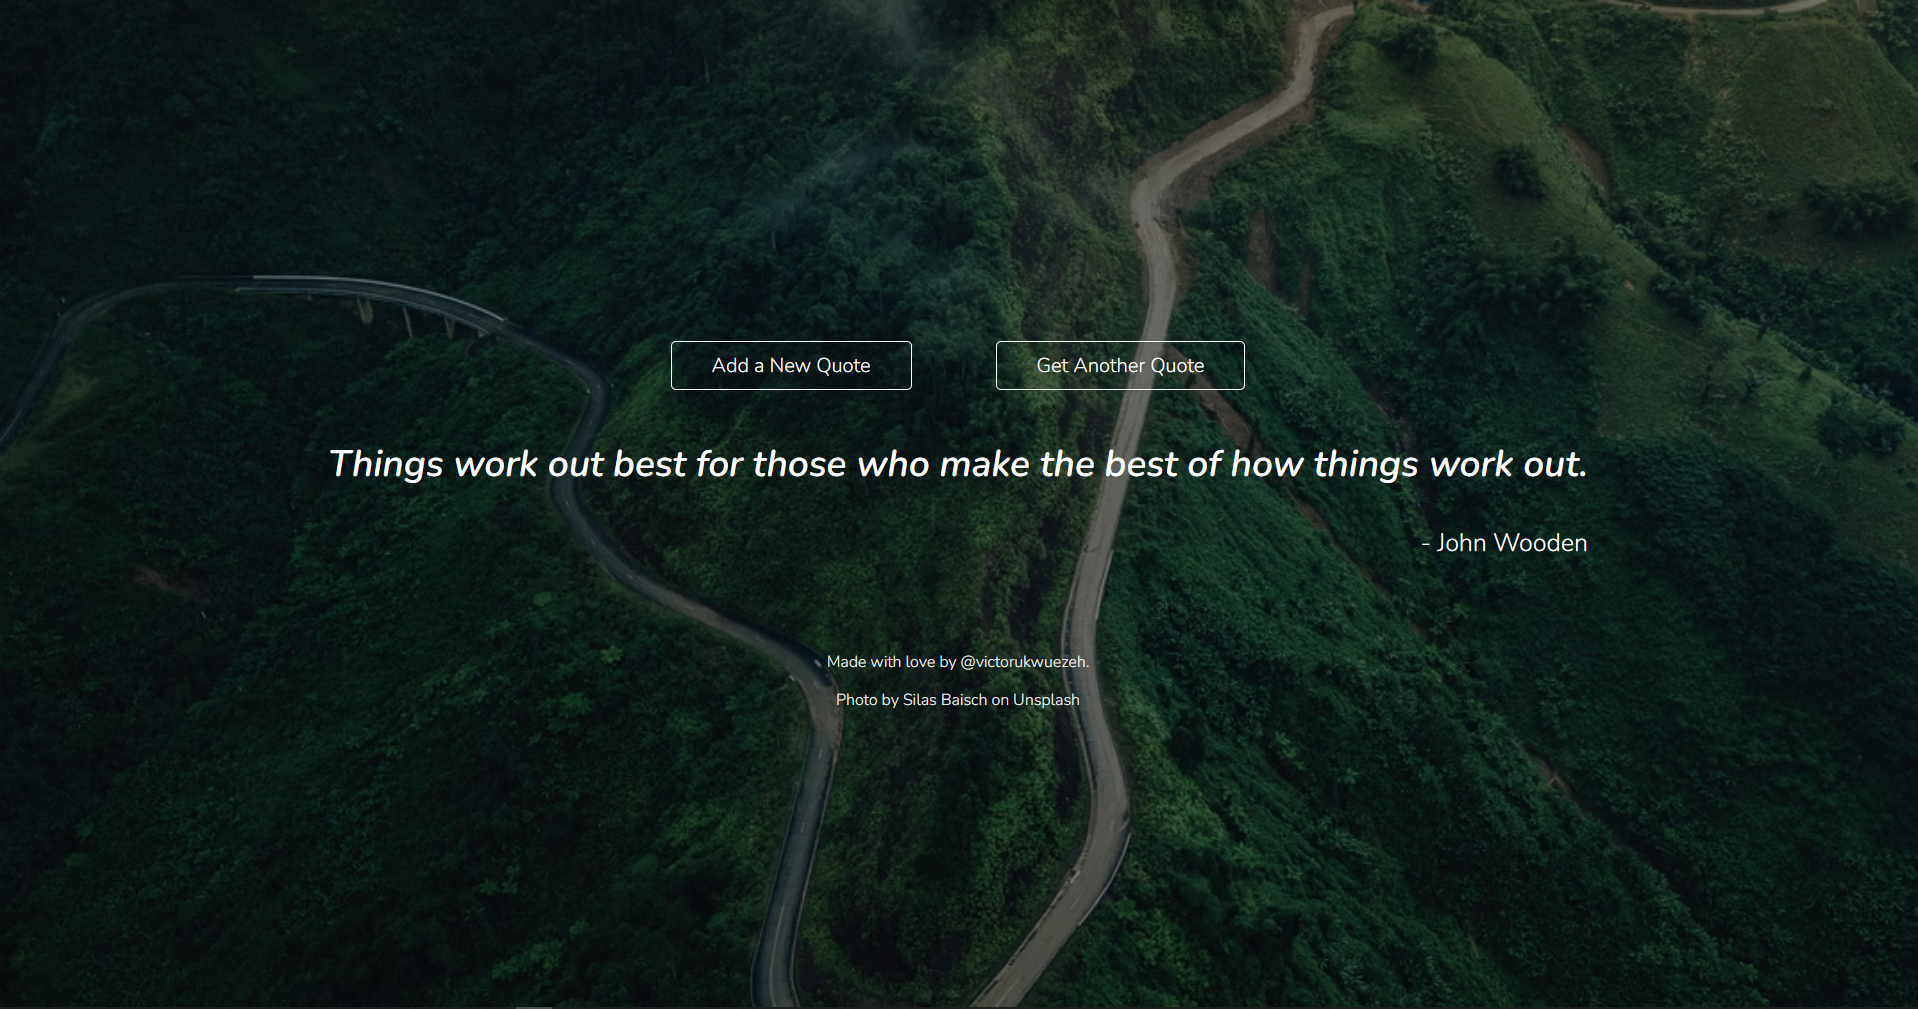 Add a New Quote
Get Another Quote
Things work out best for those who make the best of how things work out.
- John Wooden
Made with love by @victorukwuezeh.
Photo by Silas Baisch on Unsplash